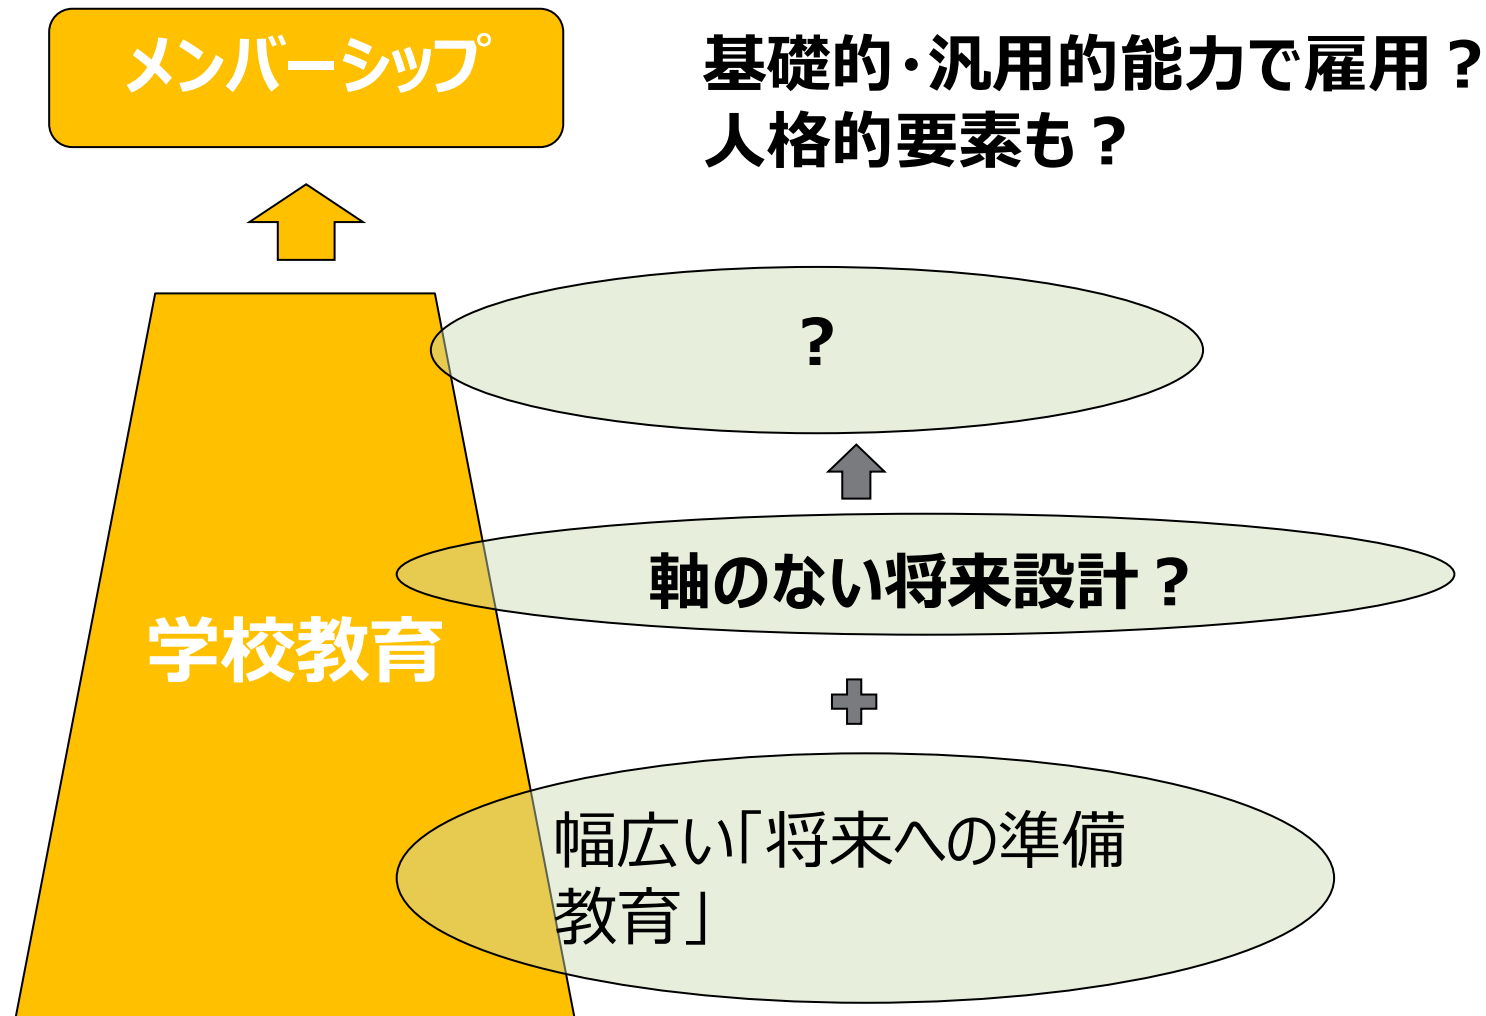 メンバーシップ
基礎的･汎用的能力で雇用？
人格的要素も？
？
軸のない将来設計？
学校教育
幅広い｢将来への準備
教育｣